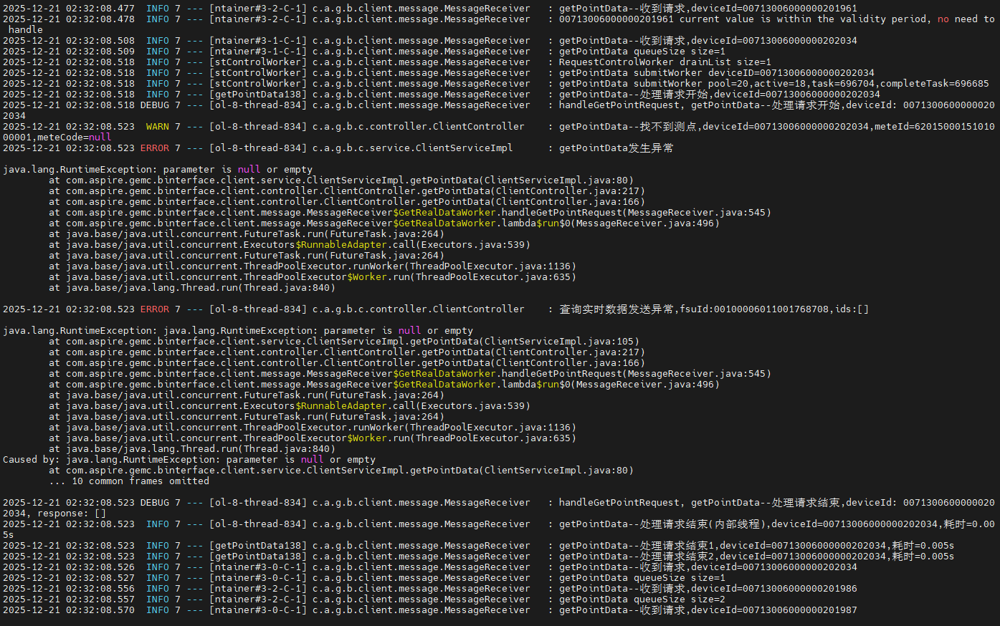 2025-12-21 02:32:08.477  INFO 7 --- [ntainer#3-2-C-1] c.a.g.b.client.message.MessageReceiver   : getPointData--收到请求,deviceId=00713006000000201961
2025-12-21 02:32:08.478  INFO 7 --- [ntainer#3-2-C-1] c.a.g.b.client.message.MessageReceiver   : 00713006000000201961 current value is within the validity period, no need to
 handle
2025-12-21 02:32:08.508  INFO 7 --- [ntainer#3-1-C-1] c.a.g.b.client.message.MessageReceiver   : getPointData--收到请求,deviceId=00713006000000202034
2025-12-21 02:32:08.509  INFO 7 --- [ntainer#3-1-C-1] c.a.g.b.client.message.MessageReceiver   : getPointData queueSize size=1
2025-12-21 02:32:08.518  INFO 7 --- [stControlWorker] c.a.g.b.client.message.MessageReceiver   : RequestControlWorker drainList size=1
2025-12-21 02:32:08.518  INFO 7 --- [stControlWorker] c.a.g.b.client.message.MessageReceiver   : getPointData submitWorker deviceID=00713006000000202034
2025-12-21 02:32:08.518  INFO 7 --- [stControlWorker] c.a.g.b.client.message.MessageReceiver   : getPointData submitWorker pool=20,active=18,task=696704,completeTask=696685
2025-12-21 02:32:08.518  INFO 7 --- [getPointData138] c.a.g.b.client.message.MessageReceiver   : getPointData--处理请求开始,deviceId=00713006000000202034
2025-12-21 02:32:08.518 DEBUG 7 --- [ol-8-thread-834] c.a.g.b.client.message.MessageReceiver   : handleGetPointRequest, getPointData--处理请求开始,deviceId: 0071300600000020
2034
2025-12-21 02:32:08.523  WARN 7 --- [ol-8-thread-834] c.a.g.b.c.controller.ClientController    : getPointData--找不到测点,deviceId=00713006000000202034,meteId=62015000151010
00001,meteCode=null
2025-12-21 02:32:08.523 ERROR 7 --- [ol-8-thread-834] c.a.g.b.c.service.ClientServiceImpl      : getPointData发生异常
java.lang.RuntimeException: parameter is null or empty
        at com.aspire.gemc.binterface.client.service.ClientServiceImpl.getPointData(ClientServiceImpl.java:80)
        at com.aspire.gemc.binterface.client.controller.ClientController.getPointData(ClientController.java:217)
        at com.aspire.gemc.binterface.client.controller.ClientController.getPointData(ClientController.java:166)
        at com.aspire.gemc.binterface.client.message.MessageReceiver$GetRealDataWorker.handleGetPointRequest(MessageReceiver.java:545)
        at com.aspire.gemc.binterface.client.message.MessageReceiver$GetRealDataWorker.lambda$run$0(MessageReceiver.java:496)
        at java.base/java.util.concurrent.FutureTask.run(FutureTask.java:264)
        at java.base/java.util.concurrent.Executors$RunnableAdapter.call(Executors.java:539)
        at java.base/java.util.concurrent.FutureTask.run(FutureTask.java:264)
        at java.base/java.util.concurrent.ThreadPoolExecutor.runWorker(ThreadPoolExecutor.java:1136)
        at java.base/java.util.concurrent.ThreadPoolExecutor$Worker.run(ThreadPoolExecutor.java:635)
        at java.base/java.lang.Thread.run(Thread.java:840)
2025-12-21 02:32:08.523 ERROR 7 --- [ol-8-thread-834] c.a.g.b.c.controller.ClientController    : 查询实时数据发送异常,fsuId:00100006011001768708,ids:[]
java.lang.RuntimeException: java.lang.RuntimeException: parameter is null or empty
        at com.aspire.gemc.binterface.client.service.ClientServiceImpl.getPointData(ClientServiceImpl.java:105)
        at com.aspire.gemc.binterface.client.controller.ClientController.getPointData(ClientController.java:217)
        at com.aspire.gemc.binterface.client.controller.ClientController.getPointData(ClientController.java:166)
        at com.aspire.gemc.binterface.client.message.MessageReceiver$GetRealDataWorker.handleGetPointRequest(MessageReceiver.java:545)
        at com.aspire.gemc.binterface.client.message.MessageReceiver$GetRealDataWorker.lambda$run$0(MessageReceiver.java:496)
        at java.base/java.util.concurrent.FutureTask.run(FutureTask.java:264)
        at java.base/java.util.concurrent.Executors$RunnableAdapter.call(Executors.java:539)
        at java.base/java.util.concurrent.FutureTask.run(FutureTask.java:264)
        at java.base/java.util.concurrent.ThreadPoolExecutor.runWorker(ThreadPoolExecutor.java:1136)
        at java.base/java.util.concurrent.ThreadPoolExecutor$Worker.run(ThreadPoolExecutor.java:635)
        at java.base/java.lang.Thread.run(Thread.java:840)
Caused by: java.lang.RuntimeException: parameter is null or empty
        at com.aspire.gemc.binterface.client.service.ClientServiceImpl.getPointData(ClientServiceImpl.java:80)
        ... 10 common frames omitted
2025-12-21 02:32:08.523 DEBUG 7 --- [ol-8-thread-834] c.a.g.b.client.message.MessageReceiver   : handleGetPointRequest, getPointData--处理请求结束,deviceId: 0071300600000020
2034, response: []
2025-12-21 02:32:08.523  INFO 7 --- [ol-8-thread-834] c.a.g.b.client.message.MessageReceiver   : getPointData--处理请求结束(内部线程),deviceId=00713006000000202034,耗时=0.00
5s
2025-12-21 02:32:08.523  INFO 7 --- [getPointData138] c.a.g.b.client.message.MessageReceiver   : getPointData--处理请求结束1,deviceId=00713006000000202034,耗时=0.005s
2025-12-21 02:32:08.523  INFO 7 --- [getPointData138] c.a.g.b.client.message.MessageReceiver   : getPointData--处理请求结束2,deviceId=00713006000000202034,耗时=0.005s
2025-12-21 02:32:08.526  INFO 7 --- [ntainer#3-0-C-1] c.a.g.b.client.message.MessageReceiver   : getPointData--收到请求,deviceId=00713006000000202034
2025-12-21 02:32:08.527  INFO 7 --- [ntainer#3-0-C-1] c.a.g.b.client.message.MessageReceiver   : getPointData queueSize size=1
2025-12-21 02:32:08.556  INFO 7 --- [ntainer#3-2-C-1] c.a.g.b.client.message.MessageReceiver   : getPointData--收到请求,deviceId=00713006000000201986
2025-12-21 02:32:08.557  INFO 7 --- [ntainer#3-2-C-1] c.a.g.b.client.message.MessageReceiver   : getPointData queueSize size=2
2025-12-21 02:32:08.570  INFO 7 --- [ntainer#3-0-C-1] c.a.g.b.client.message.MessageReceiver   : getPointData--收到请求,deviceId=00713006000000201987